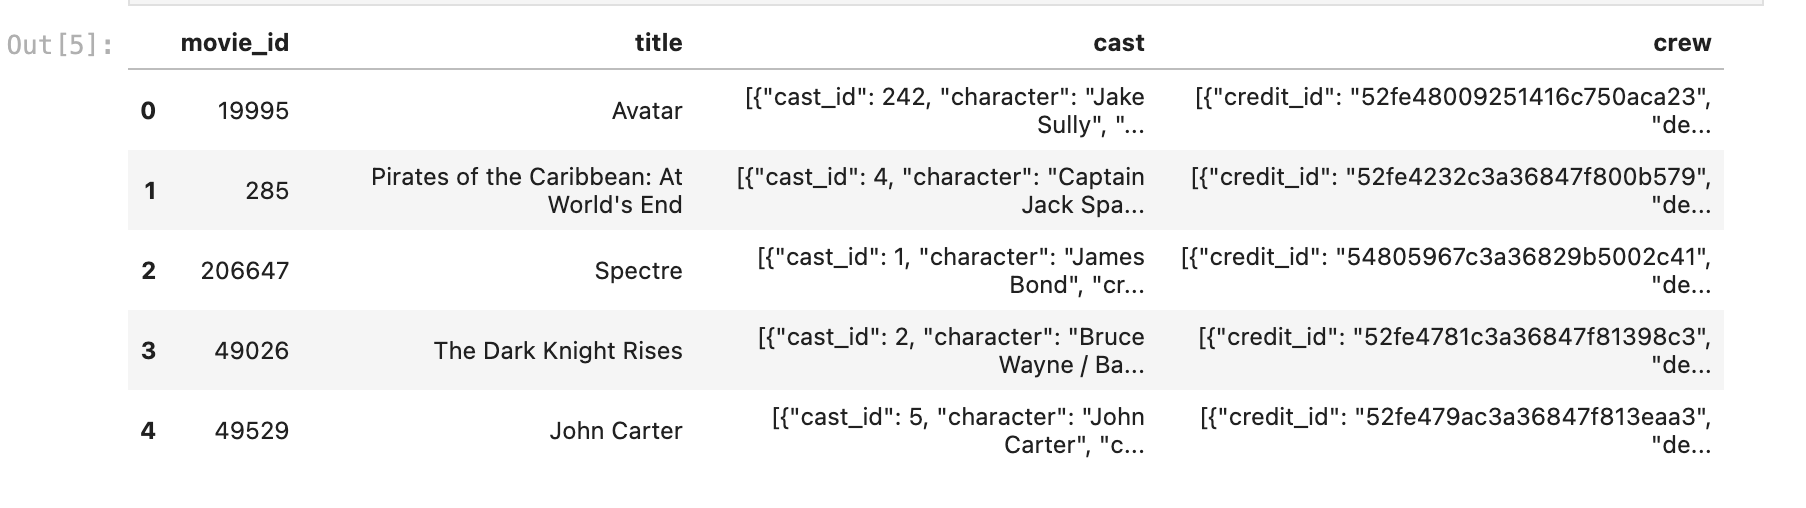 Out[5]:
movie_id title cast crew
0 19995 Avatar [{"cast_id": 242, "character": "Jake Sully", "... [{"credit_id": "52fe48009251416c750aca23", "de...
1 285 Pirates of the Caribbean: At World's End [{"cast_id": 4, "character": "Captain Jack Spa... [{"credit_id": "52fe4232c3a36847f800b579", "de...
2 206647 Spectre [{"cast_id": 1, "character": "James Bond", "cr... [{"credit_id": "54805967c3a36829b5002c41", "de...
3 49026 The Dark Knight Rises [{"cast_id": 2, "character": "Bruce Wayne / Ba... [{"credit_id": "52fe4781c3a36847f81398c3", "de...
4 49529 John Carter [{"cast_id": 5, "character": "John Carter", "c... [{"credit_id": "52fe479ac3a36847f813eaa3", "de...